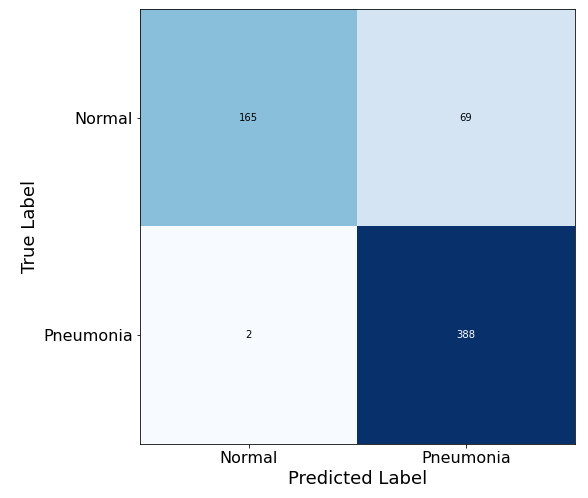 Normal
165
69
True Label
Pneumonia
2
388
Normal
Pneumonia
Predicted Label